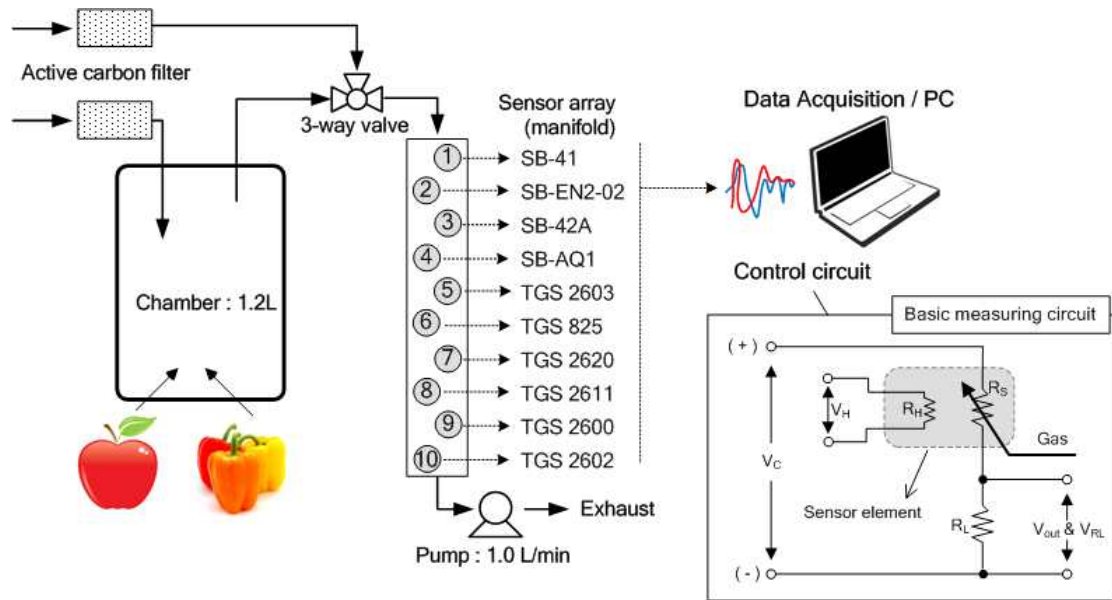 Active carbon filter
3-way valve
Chamber : 1.2L
Sensor array
(manifold)
1 SB-41
2 SB-EN2-02
3 SB-42A
4 SB-AQ1
5 TGS 2603
6 TGS 825
7 TGS 2620
8 TGS 2611
9 TGS 2600
10 TGS 2602
Exhaust
Pump : 1.0 L/min
Data Acquisition / PC
Control circuit
Basic measuring circuit
(+)
VH
RH
RS
Gas
VC
Sensor element
RL
Vout & VRL
(-)